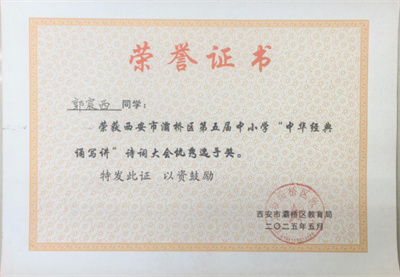 荣誉证书
郭宸西 同学：
荣获西安市灞桥区第五届中小学“中华经典
诵写讲”诗词大会优秀选手奖。
特发此证 以资鼓励
西安市灞桥区教育局
二〇二五年五月